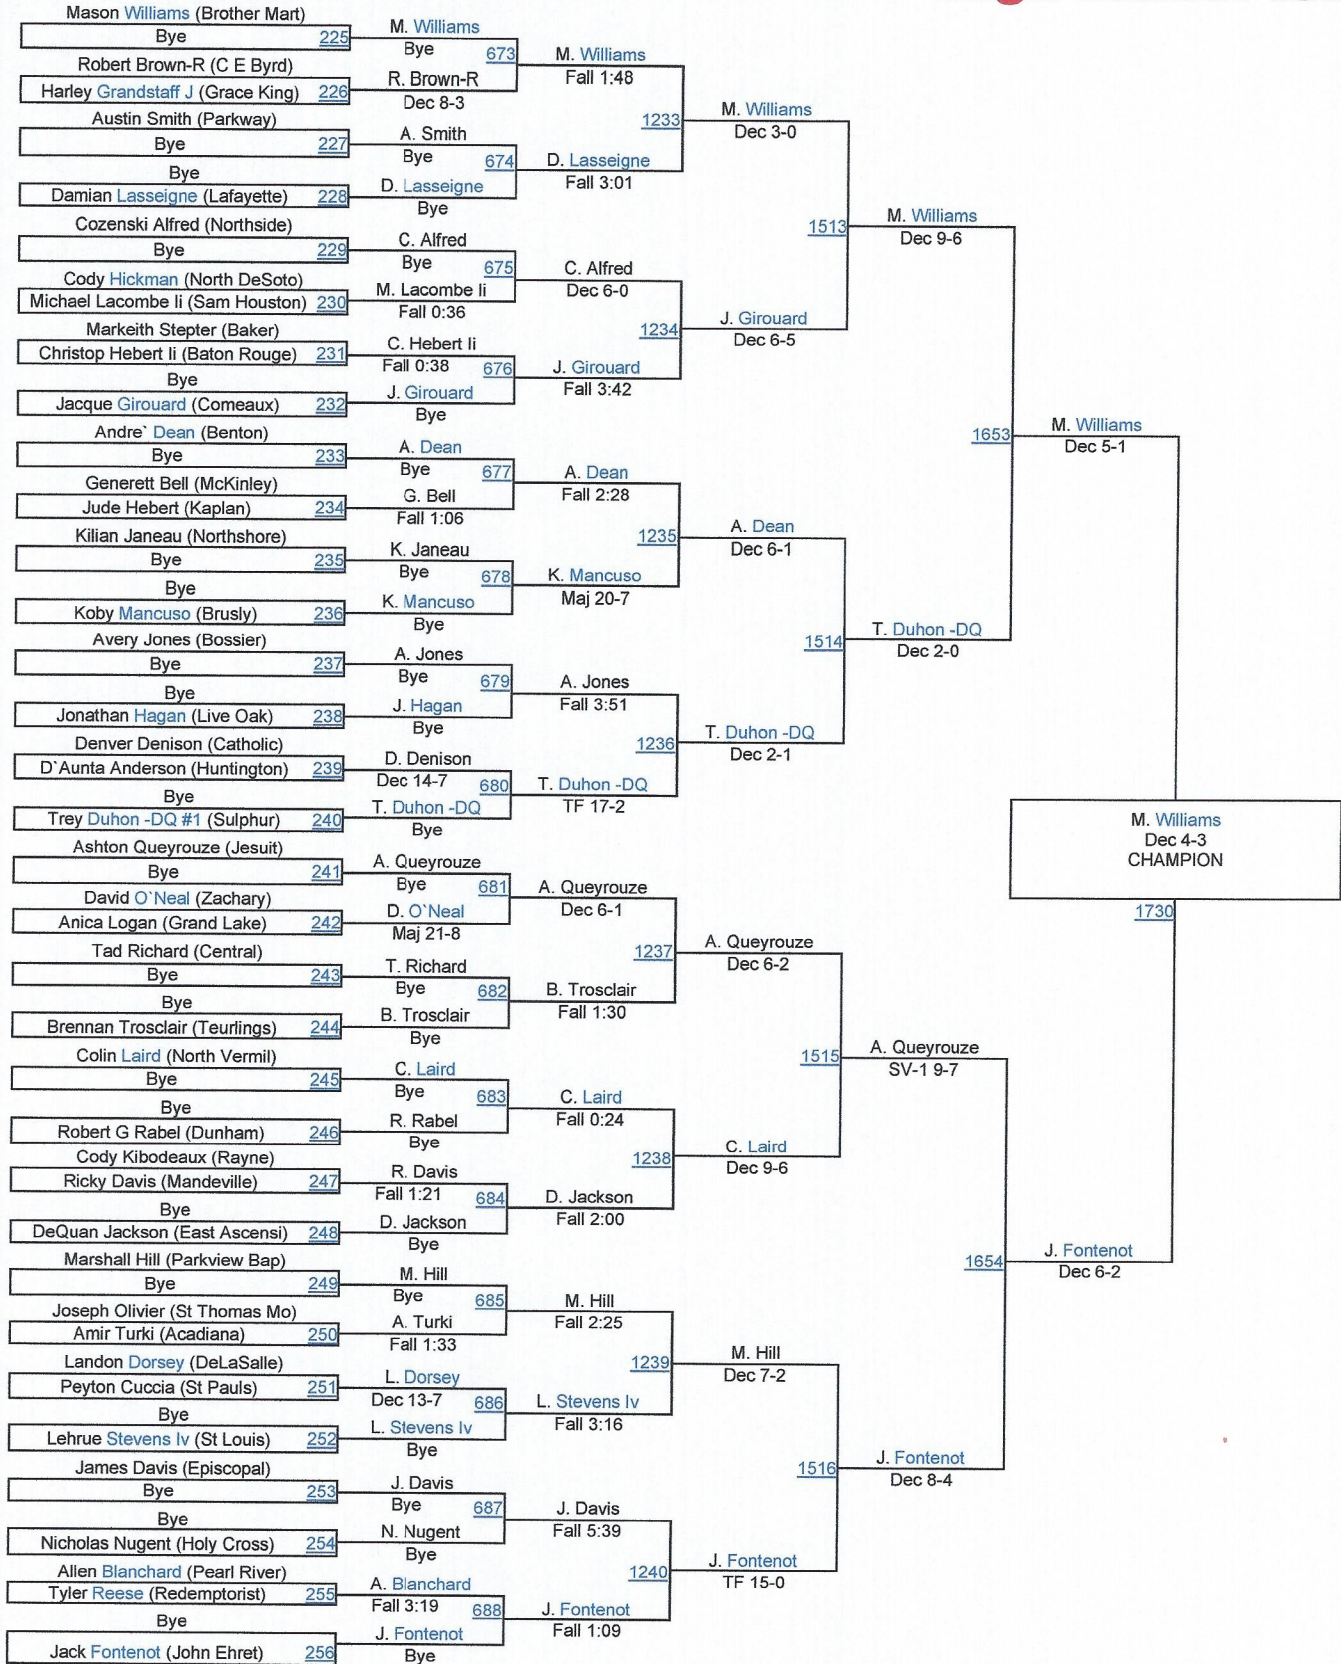 Mason Williams (Brother Mart)
Bye 225
Robert Brown-R (C E Byrd)
Harley Grandstaff J (Grace King) 226
Austin Smith (Parkway)
Bye 227
Bye
Damian Lasseigne (Lafayette) 228
Cozenski Alfred (Northside)
Bye 229
Cody Hickman (North DeSoto)
Michael Lacombe Ii (Sam Houston) 230
Markeith Stepter (Baker)
Christop Hebert Ii (Baton Rouge) 231
Bye
Jacque Girouard (Comeaux) 232
Andre` Dean (Benton)
Bye 233
Generett Bell (McKinley)
Jude Hebert (Kaplan) 234
Kilian Janeau (Northshore)
Bye 235
Bye
Koby Mancuso (Brusly) 236
Avery Jones (Bossier)
Bye 237
Bye
Jonathan Hagan (Live Oak) 238
Denver Denison (Catholic)
D`Aunta Anderson (Huntington) 239
Bye
Trey Duhon -DQ #1 (Sulphur) 240
Ashton Queyrouze (Jesuit)
Bye 241
David O`Neal (Zachary)
Anica Logan (Grand Lake) 242
Tad Richard (Central)
Bye 243
Bye
Brennan Trosclair (Teurlings) 244
Colin Laird (North Vermil)
Bye 245
Bye
Robert G Rabel (Dunham) 246
Cody Kibodeaux (Rayne)
Ricky Davis (Mandeville) 247
Bye
DeQuan Jackson (East Ascensi) 248
Marshall Hill (Parkview Bap)
Bye 249
Joseph Olivier (St Thomas Mo)
Amir Turki (Acadiana) 250
Landon Dorsey (DeLaSalle)
Peyton Cuccia (St Pauls) 251
Bye
Lehrue Stevens Iv (St Louis) 252
James Davis (Episcopal)
Bye 253
Bye
Nicholas Nugent (Holy Cross) 254
Allen Blanchard (Pearl River)
Tyler Reese (Redemptorist) 255
Bye
Jack Fontenot (John Ehret) 256
M. Williams
Bye 673
R. Brown-R
Dec 8-3
A. Smith
Bye 674
D. Lasseigne
Bye
C. Alfred
Bye 675
M. Lacombe Ii
Fall 0:36
C. Hebert Ii
Fall 0:38 676
J. Girouard
Bye
A. Dean
Bye 677
G. Bell
Fall 1:06
K. Janeau
Bye 678
K. Mancuso
Bye
A. Jones
Bye 679
J. Hagan
Bye
D. Denison
Dec 14-7 680
T. Duhon -DQ
Bye
A. Queyrouze
Bye 681
D. O`Neal
Maj 21-8
T. Richard
Bye 682
B. Trosclair
Bye
C. Laird
Bye 683
R. Rabel
Bye
R. Davis
Fall 1:21 684
D. Jackson
Bye
M. Hill
Bye 685
A. Turki
Fall 1:33
L. Dorsey
Dec 13-7 686
L. Stevens Iv
Bye
J. Davis
Bye 687
N. Nugent
Bye
A. Blanchard
Fall 3:19 688
J. Fontenot
Bye
M. Williams
Fall 1:48
1233
D. Lasseigne
Fall 3:01
C. Alfred
Dec 6-0
1234
J. Girouard
Fall 3:42
A. Dean
Fall 2:28
1235
K. Mancuso
Maj 20-7
A. Jones
Fall 3:51
1236
T. Duhon -DQ
TF 17-2
A. Queyrouze
Dec 6-1
1237
B. Trosclair
Fall 1:30
C. Laird
Fall 0:24
1238
D. Jackson
Fall 2:00
M. Hill
Fall 2:25
1239
L. Stevens Iv
Fall 3:16
J. Davis
Fall 5:39
1240
J. Fontenot
Fall 1:09
M. Williams
Dec 3-0
1513
J. Girouard
Dec 6-5
A. Dean
Dec 6-1
1514
T. Duhon -DQ
Dec 2-1
A. Queyrouze
Dec 6-2
1515
C. Laird
Dec 9-6
M. Hill
Dec 7-2
1516
J. Fontenot
TF 15-0
M. Williams
Dec 9-6
1653
T. Duhon -DQ
Dec 2-0
A. Queyrouze
SV-1 9-7
1654
J. Fontenot
Dec 8-4
M. Williams
Dec 5-1
J. Fontenot
Dec 6-2
M. Williams
Dec 4-3
CHAMPION
1730